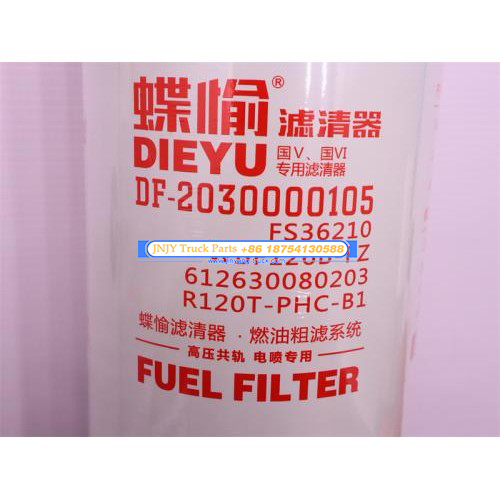 蝶愉®
滤清器
DIEYU
国Ⅴ、国VI
专用滤清器
DF-2030000105
FS36210
JNJY Truck Parts +86 18754130588
612630080203
R120T-PHC-B1
蝶愉滤清器·燃油粗滤系统
高压共轨 电喷专用
FUEL FILTER